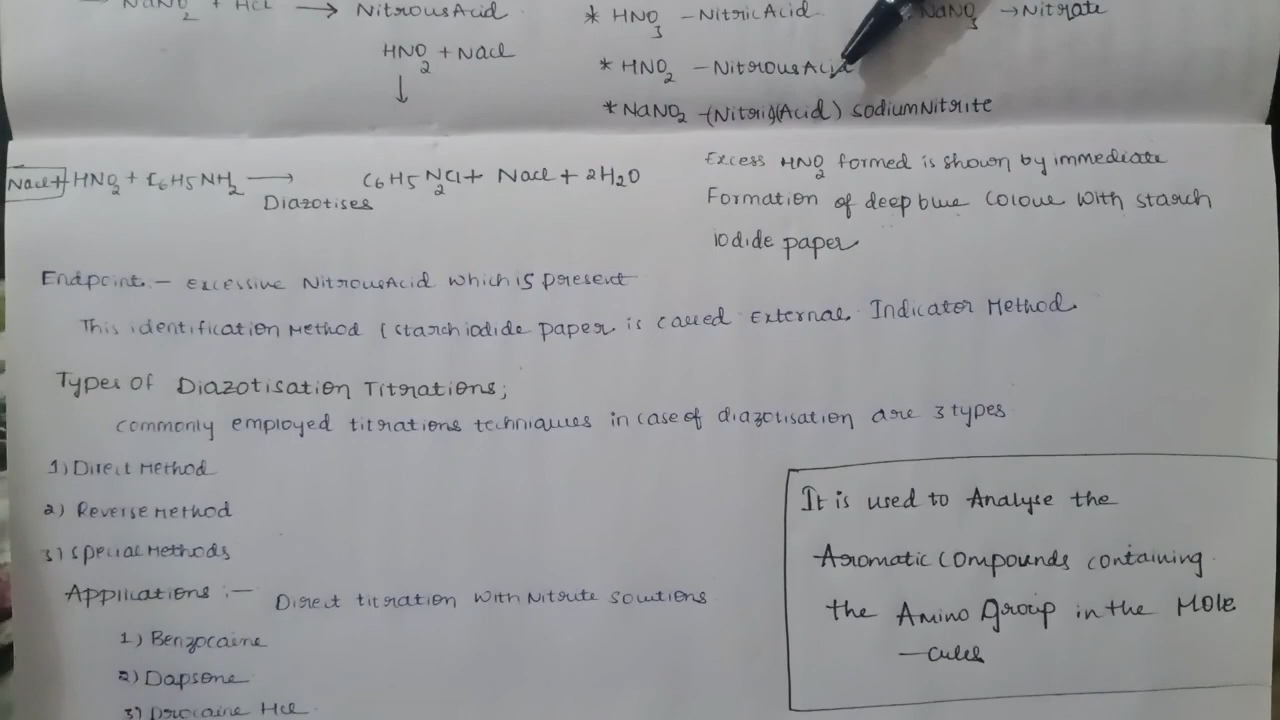 NaNO2 + HCl → Nitrous Acid
HNO2 + NaCl
↓
* HNO3 - Nitric Acid
NaNO3 → Nitrate
* HNO2 - Nitrous Acid
* NaNO2 - (Nitrig(Acid) sodium Nitrite
NaCl + HNO2 + C6H5NH2 → C6H5N2Cl + NaCl + 2H2O
Diazotises
Excess HNO2 formed is shown by immediate
Formation of deep blue colour with starch
iodide paper
Endpoint :- Excessive Nitrous Acid which is present
This identification Method (starch iodide paper is called External Indicator Method
Types Of Diazotisation Titrations;
commonly employed titrations techniques in case of diazotisation are 3 types
1) Direct Method
2) Reverse Method
3) Special Methods
Applications :- Direct titration with Nitrute solutions
1) Benzocaine
2) Dapsone
3) Procaine Hcl
It is used to Analyse the
Aromatic compounds containing
the Amino Group in the Mole
-cules